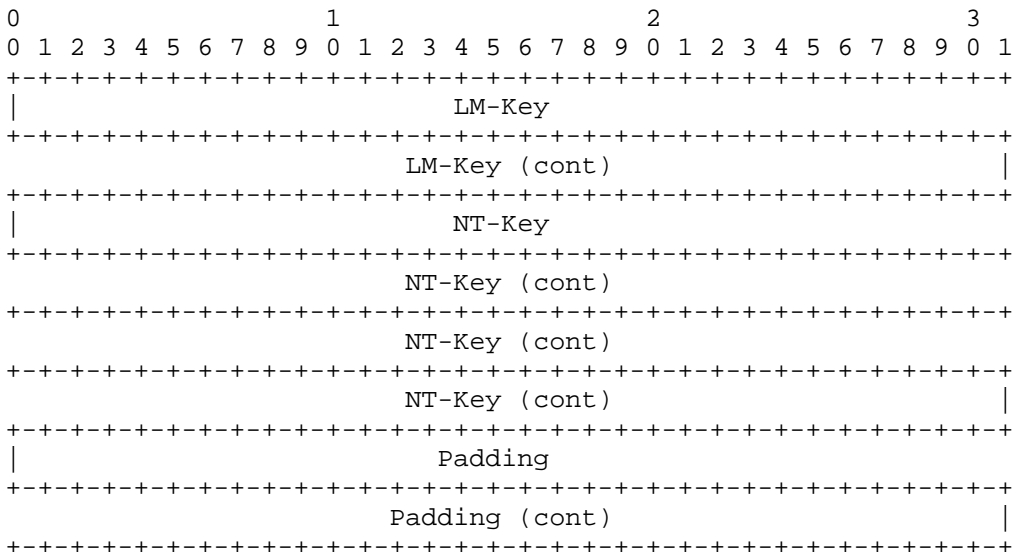 0                   1                   2                   3
0 1 2 3 4 5 6 7 8 9 0 1 2 3 4 5 6 7 8 9 0 1 2 3 4 5 6 7 8 9 0 1
+-+-+-+-+-+-+-+-+-+-+-+-+-+-+-+-+-+-+-+-+-+-+-+-+-+-+-+-+-+-+-+
|                           LM-Key
+-+-+-+-+-+-+-+-+-+-+-+-+-+-+-+-+-+-+-+-+-+-+-+-+-+-+-+-+-+-+-+
                         LM-Key (cont)                        |
+-+-+-+-+-+-+-+-+-+-+-+-+-+-+-+-+-+-+-+-+-+-+-+-+-+-+-+-+-+-+-+
|                           NT-Key
+-+-+-+-+-+-+-+-+-+-+-+-+-+-+-+-+-+-+-+-+-+-+-+-+-+-+-+-+-+-+-+
                         NT-Key (cont)
+-+-+-+-+-+-+-+-+-+-+-+-+-+-+-+-+-+-+-+-+-+-+-+-+-+-+-+-+-+-+-+
                         NT-Key (cont)
+-+-+-+-+-+-+-+-+-+-+-+-+-+-+-+-+-+-+-+-+-+-+-+-+-+-+-+-+-+-+-+
                         NT-Key (cont)                        |
+-+-+-+-+-+-+-+-+-+-+-+-+-+-+-+-+-+-+-+-+-+-+-+-+-+-+-+-+-+-+-+
|                          Padding
+-+-+-+-+-+-+-+-+-+-+-+-+-+-+-+-+-+-+-+-+-+-+-+-+-+-+-+-+-+-+-+
                        Padding (cont)                        |
+-+-+-+-+-+-+-+-+-+-+-+-+-+-+-+-+-+-+-+-+-+-+-+-+-+-+-+-+-+-+-+